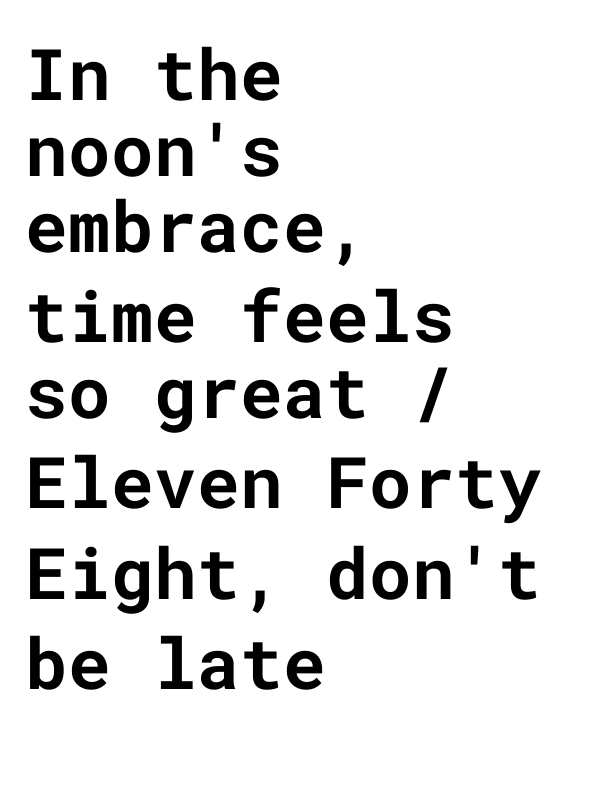 In the
noon's
embrace,
time feels
so great /
Eleven Forty
Eight, don't
be late